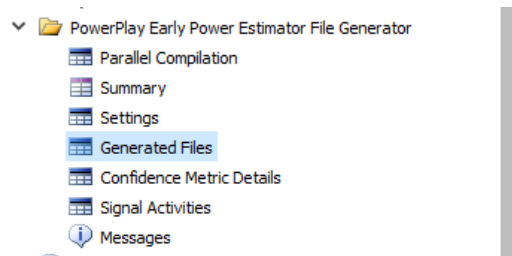 PowerPlay Early Power Estimator File Generator
Parallel Compilation
Summary
Settings
Generated Files
Confidence Metric Details
Signal Activities
Messages